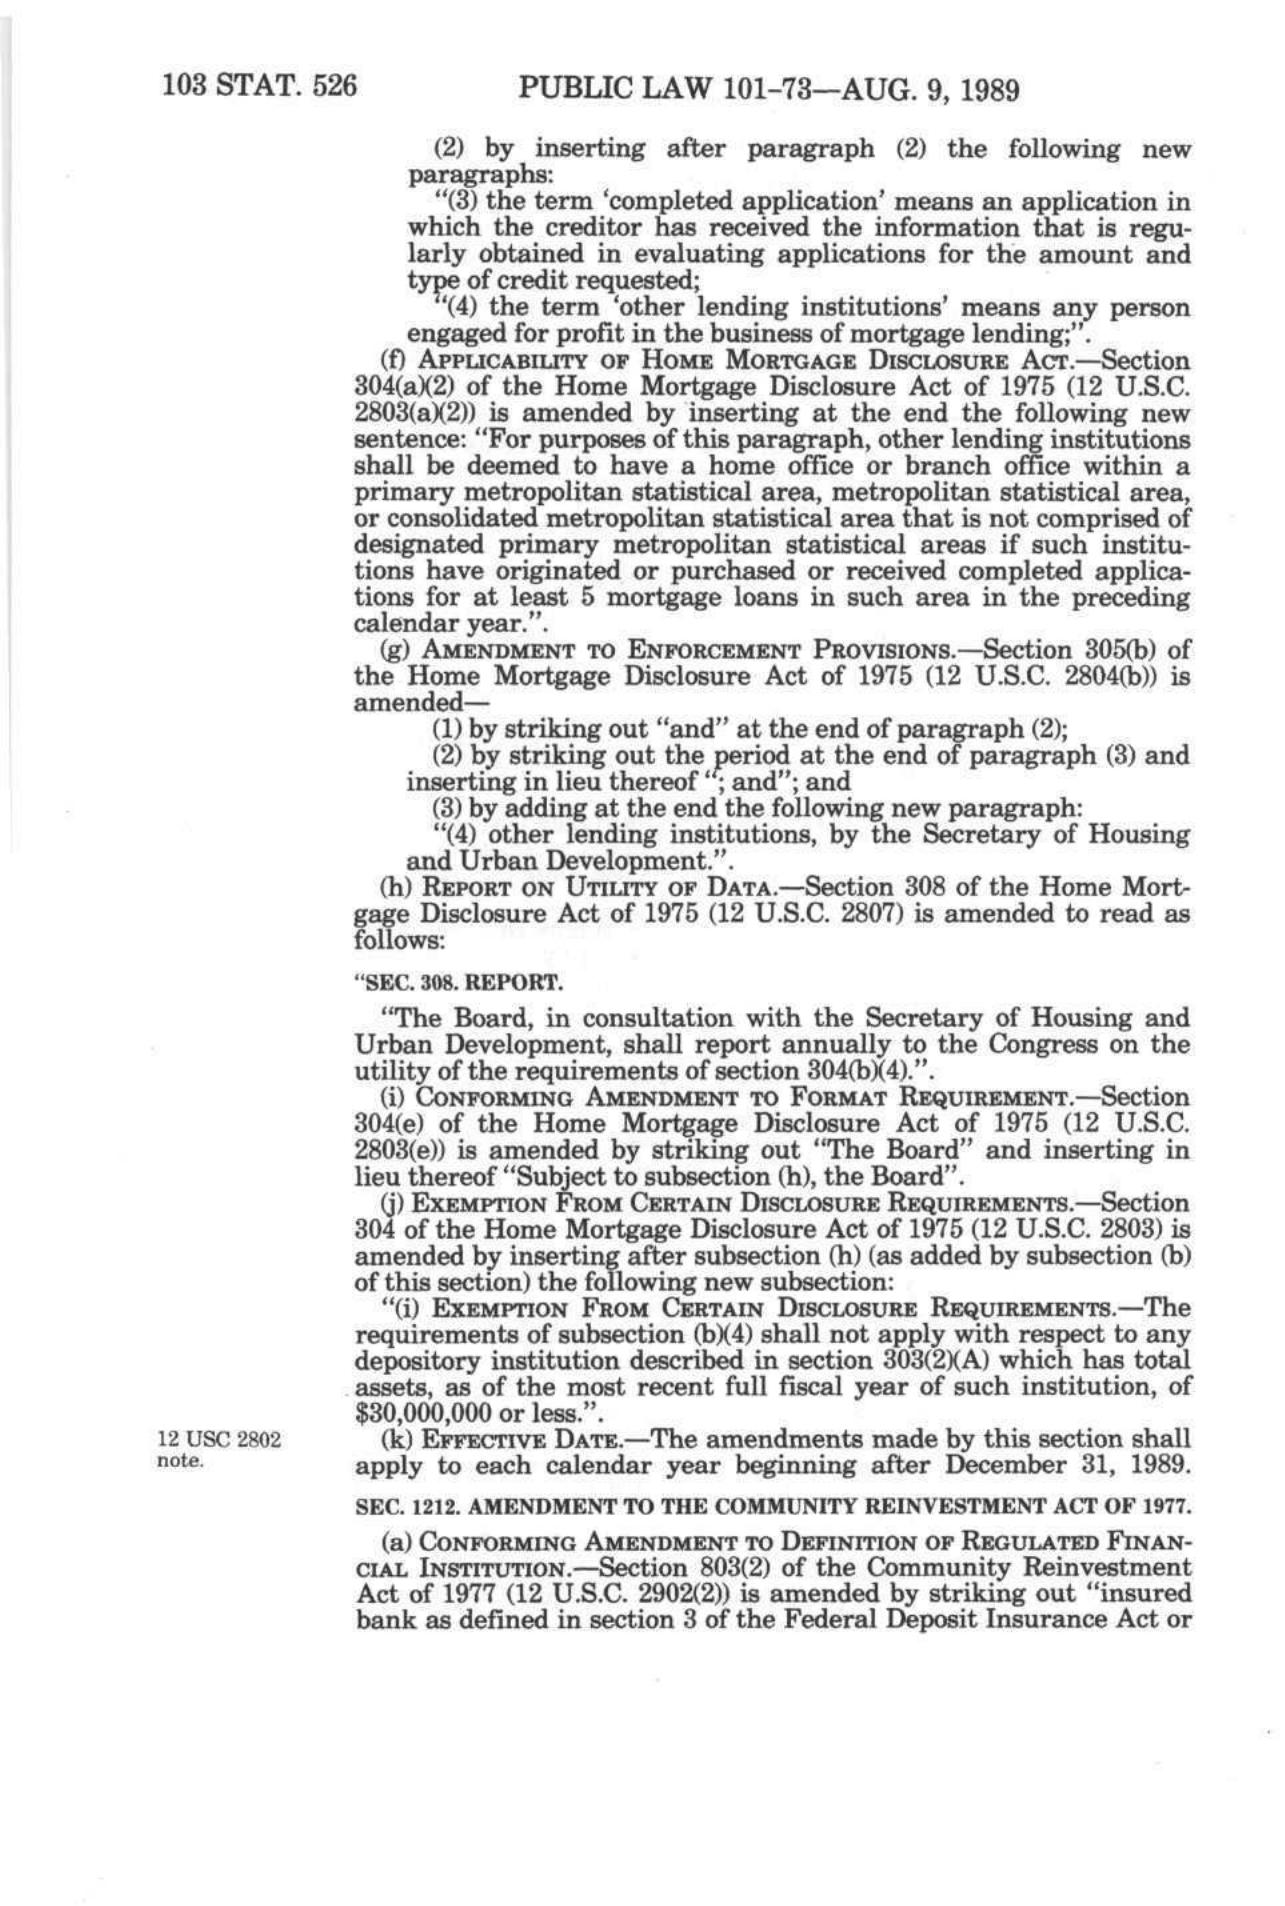 103 STAT. 526 PUBLIC LAW 101-73—AUG. 9, 1989
(2) by inserting after paragraph (2) the following new
paragraphs:
"(3) the term 'completed application' means an application in
which the creditor has received the information that is regu-
larly obtained in evaluating applications for the amount and
type of credit requested;
"(4) the term 'other lending institutions' means any person
engaged for profit in the business of mortgage lending;".
(f) APPLICABILITY OF HOME MORTGAGE DISCLOSURE ACT.—Section
304(a)(2) of the Home Mortgage Disclosure Act of 1975 (12 U.S.C.
2803(a)(2)) is amended by inserting at the end the following new
sentence: "For purposes of this paragraph, other lending institutions
shall be deemed to have a home office or branch office within a
primary metropolitan statistical area, metropolitan statistical area,
or consolidated metropolitan statistical area that is not comprised of
designated primary metropolitan statistical areas if such institu-
tions have originated or purchased or received completed applica-
tions for at least 5 mortgage loans in such area in the preceding
calendar year.".
(g) AMENDMENT TO ENFORCEMENT PROVISIONS.—Section 305(b) of
the Home Mortgage Disclosure Act of 1975 (12 U.S.C. 2804(b)) is
amended—
(1) by striking out "and" at the end of paragraph (2);
(2) by striking out the period at the end of paragraph (3) and
inserting in lieu thereof "; and"; and
(3) by adding at the end the following new paragraph:
"(4) other lending institutions, by the Secretary of Housing
and Urban Development.".
(h) REPORT ON UTILITY OF DATA.—Section 308 of the Home Mort-
gage Disclosure Act of 1975 (12 U.S.C. 2807) is amended to read as
follows:
"SEC. 308. REPORT.
"The Board, in consultation with the Secretary of Housing and
Urban Development, shall report annually to the Congress on the
utility of the requirements of section 304(b)(4).".
(i) CONFORMING AMENDMENT TO FORMAT REQUIREMENT.—Section
304(e) of the Home Mortgage Disclosure Act of 1975 (12 U.S.C.
2803(e)) is amended by striking out "The Board" and inserting in
lieu thereof "Subject to subsection (h), the Board".
(j) EXEMPTION FROM CERTAIN DISCLOSURE REQUIREMENTS.—Section
304 of the Home Mortgage Disclosure Act of 1975 (12 U.S.C. 2803) is
amended by inserting after subsection (h) (as added by subsection (b)
of this section) the following new subsection:
"(i) EXEMPTION FROM CERTAIN DISCLOSURE REQUIREMENTS.—The
requirements of subsection (b)(4) shall not apply with respect to any
depository institution described in section 303(2)(A) which has total
assets, as of the most recent full fiscal year of such institution, of
$30,000,000 or less.".
12 USC 2802
note.
(k) EFFECTIVE DATE.—The amendments made by this section shall
apply to each calendar year beginning after December 31, 1989.
SEC. 1212. AMENDMENT TO THE COMMUNITY REINVESTMENT ACT OF 1977.
(a) CONFORMING AMENDMENT TO DEFINITION OF REGULATED FINAN-
CIAL INSTITUTION.—Section 803(2) of the Community Reinvestment
Act of 1977 (12 U.S.C. 2902(2)) is amended by striking out "insured
bank as defined in section 3 of the Federal Deposit Insurance Act or